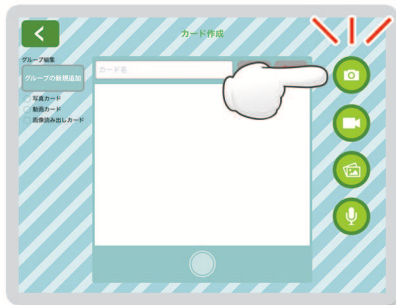 カード作成
グループ編集
グループの新規追加
カード名
写真カード
動画カード
画像読み出しカード